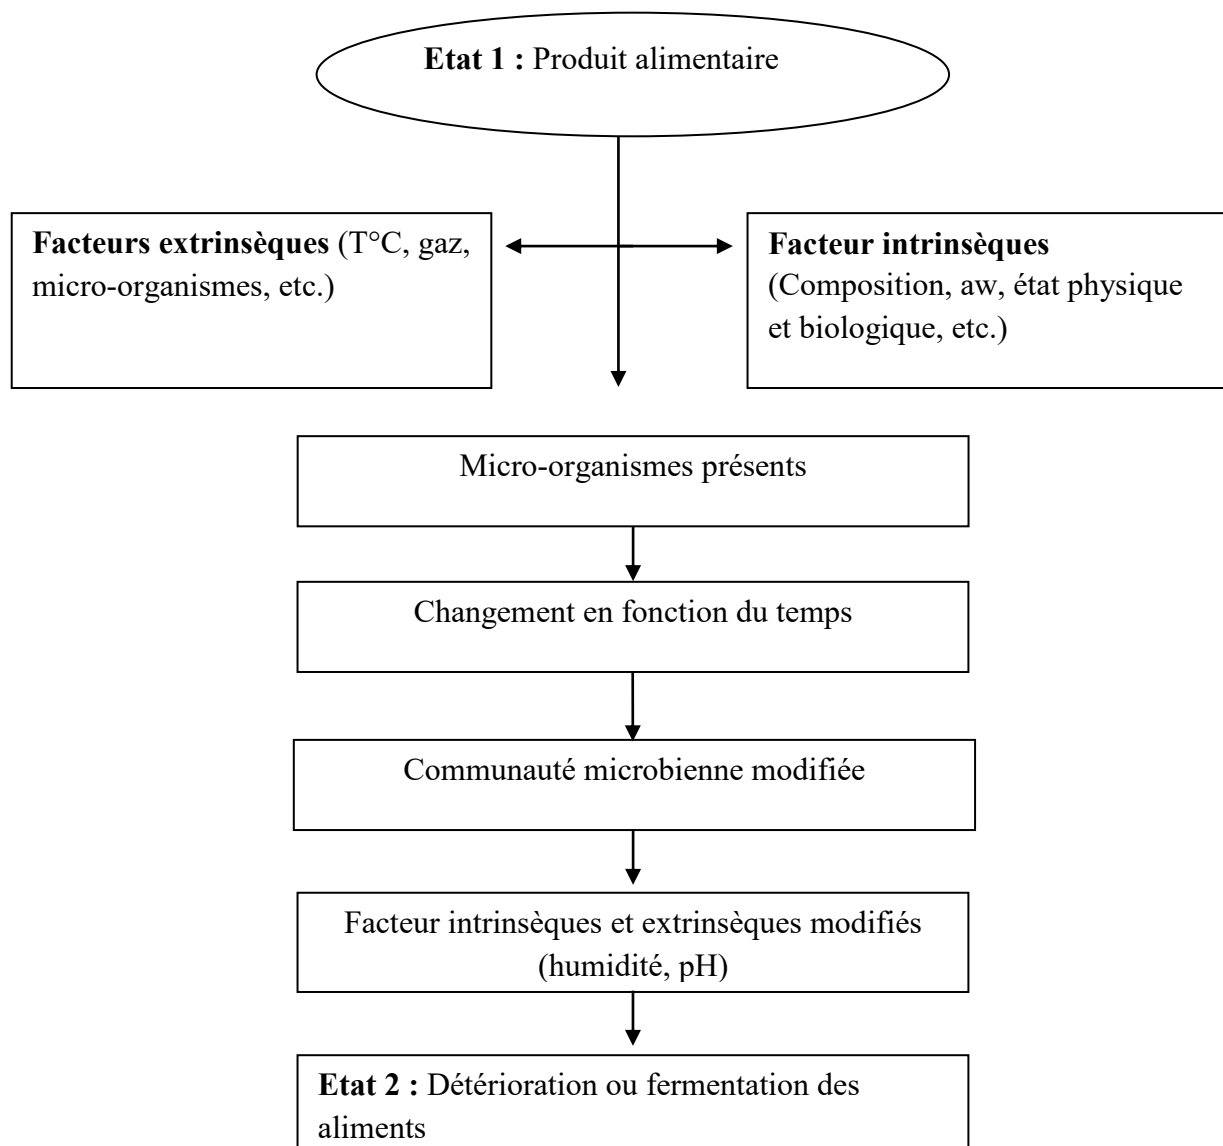 Etat 1 : Produit alimentaire
Facteurs extrinsèques (T°C, gaz,
micro-organismes, etc.)
Facteur intrinsèques
(Composition, aw, état physique
et biologique, etc.)
Micro-organismes présents
Changement en fonction du temps
Communauté microbienne modifiée
Facteur intrinsèques et extrinsèques modifiés
(humidité, pH)
Etat 2 : Détérioration ou fermentation des
aliments